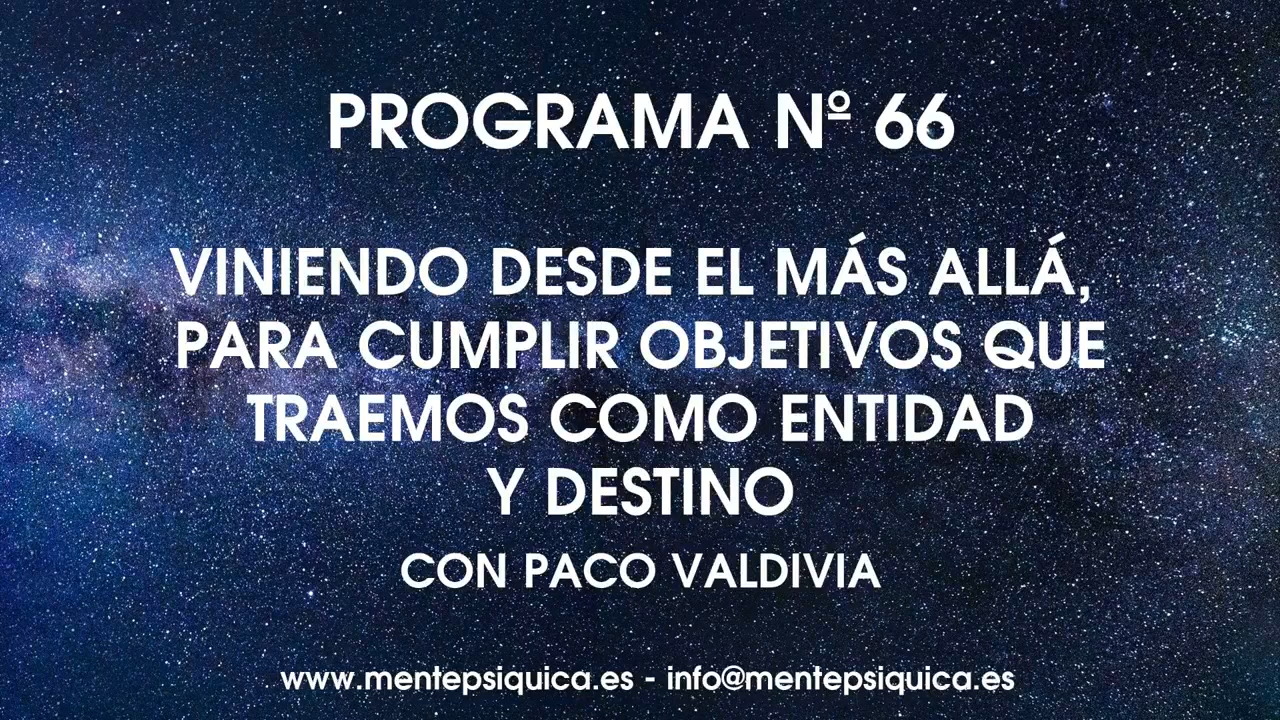 PROGRAMA Nº 66
VINIENDO DESDE EL MÁS ALLÁ,
PARA CUMPLIR OBJETIVOS QUE
TRAEMOS COMO ENTIDAD
Y DESTINO
CON PACO VALDIVIA
www.mentepsiquica.es - info@mentepsiquica.es